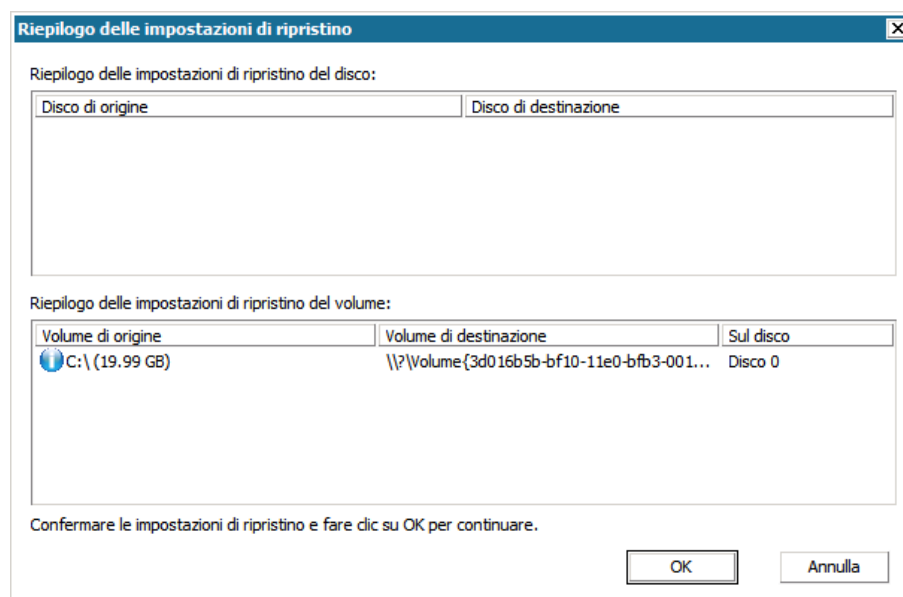 Riepilogo delle impostazioni di ripristino
Riepilogo delle impostazioni di ripristino del disco:
Disco di origine Disco di destinazione
Riepilogo delle impostazioni di ripristino del volume:
Volume di origine Volume di destinazione Sul disco
C:\ (19.99 GB) \\?\Volume{3d016b5b-bf10-11e0-bfb3-001... Disco 0
Confermare le impostazioni di ripristino e fare clic su OK per continuare.
OK Annulla